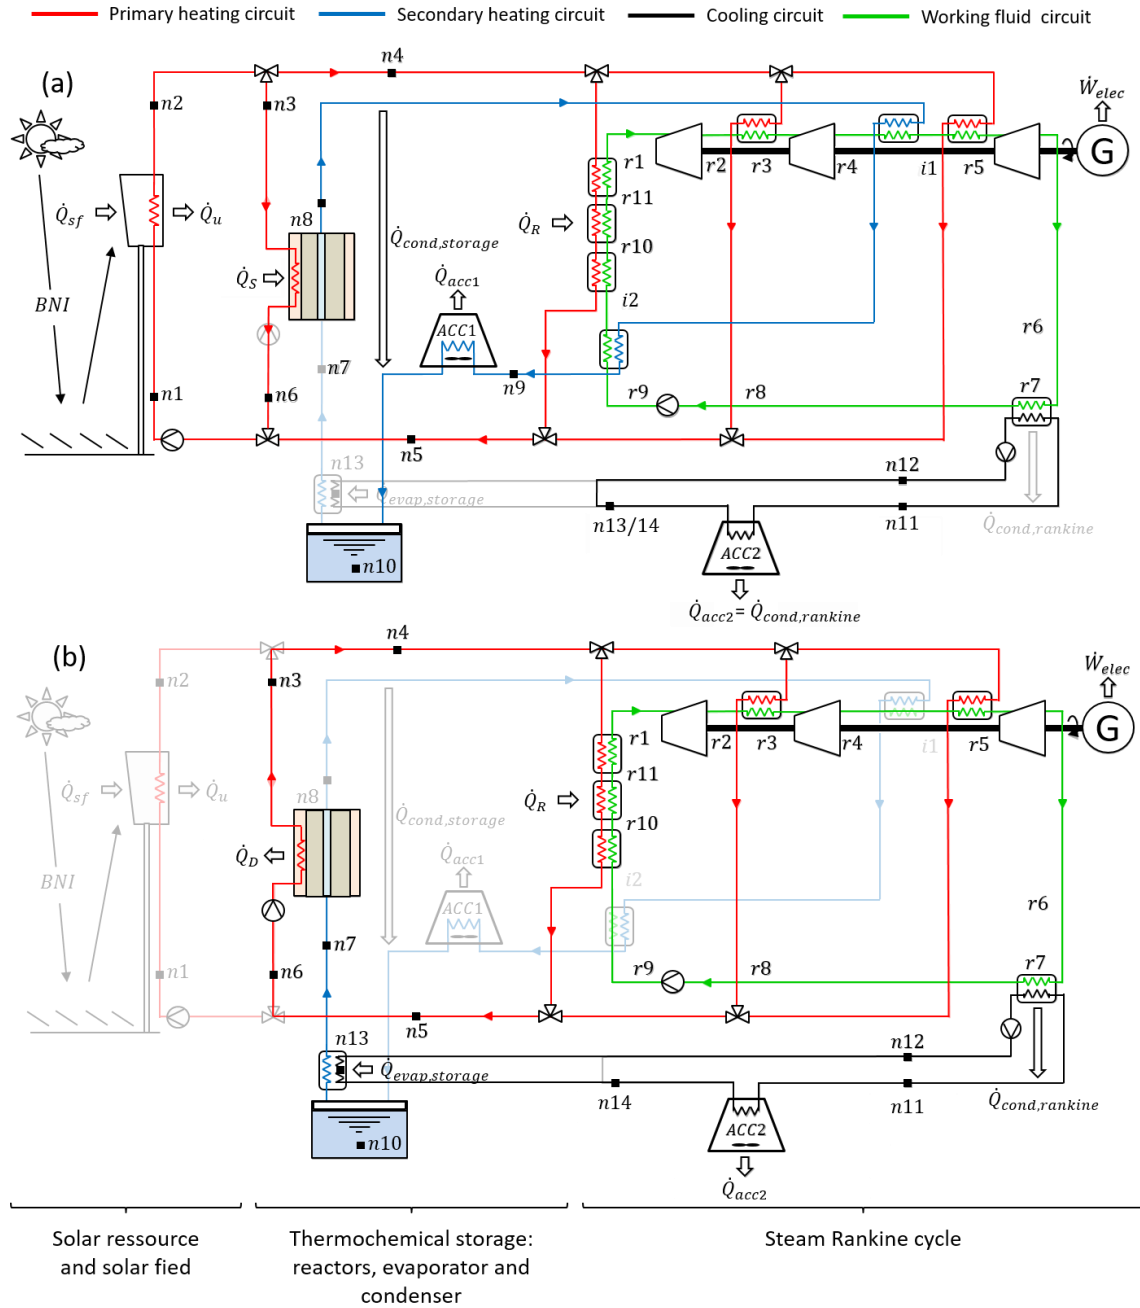 Primary heating circuit Secondary heating circuit Cooling circuit Working fluid circuit
(a)
n4
n2
n3
Ẇelec
G
r1 r2 r3 r4 i1 r5
r11
n8
Q̇sf Q̇u
Q̇cond,storage
Q̇R
r10
Q̇S
Q̇acc1
BNI
i2
ACC1
r6
n7
n1 n6 n9 r9 r8 r7
n5
n13 n12
Q̇evap,storage
n13/14 n11
Q̇cond,rankine
ACC2
n10
Q̇acc2= Q̇cond,rankine
(b)
n4
n2
n3
Ẇelec
G
r1 r2 r3 r4 i1 r5
r11
n8
Q̇sf Q̇u
Q̇cond,storage
Q̇R
r10
Q̇D
Q̇acc1
BNI
i2
ACC1
r6
n7
n1 n6 r9 r8 r7
n5
n13 n12
Q̇evap,storage
n14 n11
Q̇cond,rankine
ACC2
n10
Q̇acc2
Solar ressource
and solar fied
Thermochemical storage:
reactors, evaporator and
condenser
Steam Rankine cycle